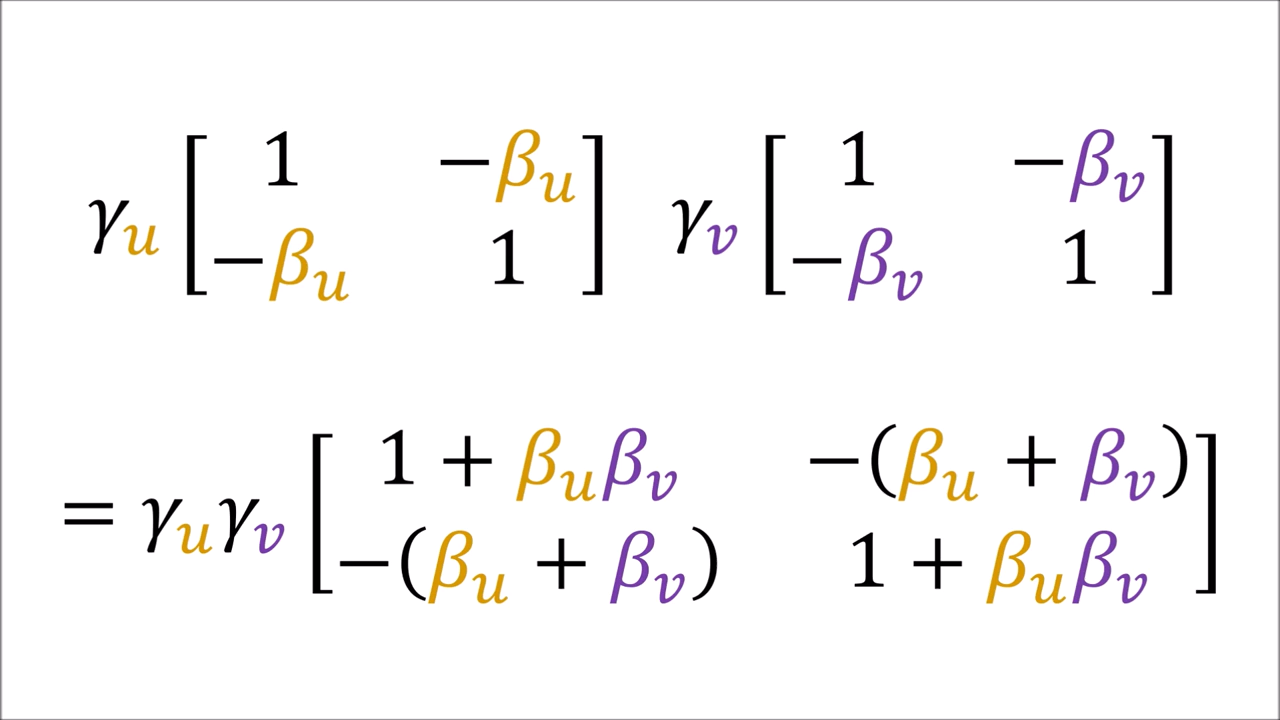 γᵤ [ 1 −βᵤ ] γᵥ [ 1 −βᵥ ]
[ −βᵤ 1 ] [ −βᵥ 1 ]
= γᵤγᵥ [ 1 + βᵤβᵥ −(βᵤ + βᵥ) ]
[ −(βᵤ + βᵥ) 1 + βᵤβᵥ ]